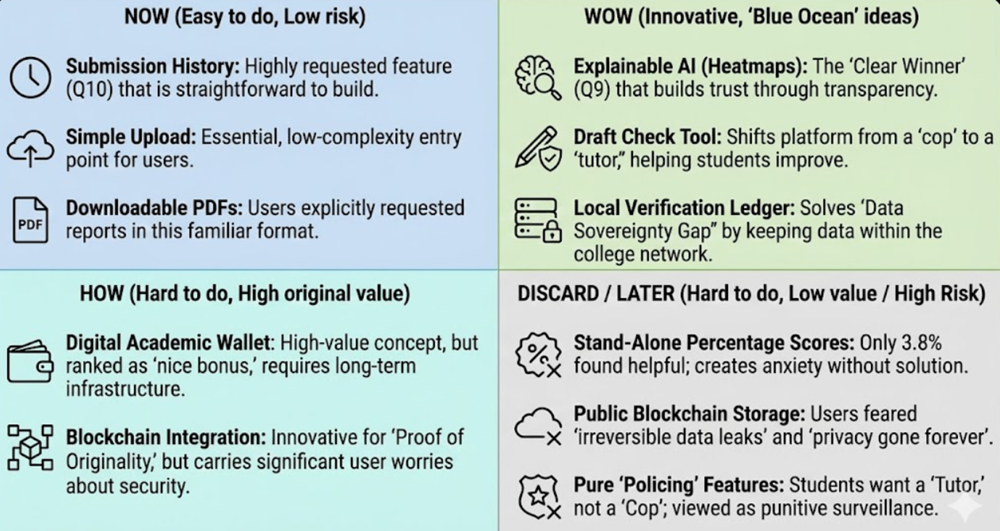 NOW (Easy to do, Low risk)
Submission History: Highly requested feature
(Q10) that is straightforward to build.
Simple Upload: Essential, low-complexity entry
point for users.
PDF
Downloadable PDFs: Users explicitly requested
reports in this familiar format.
WOW (Innovative, ‘Blue Ocean’ ideas)
Explainable AI (Heatmaps): The ‘Clear Winner’
(Q9) that builds trust through transparency.
Draft Check Tool: Shifts platform from a ‘cop’ to a
‘tutor,” helping students improve.
Local Verification Ledger: Solves ‘Data
Sovereignty Gap” by keeping data within the
college network.
HOW (Hard to do, High original value)
Digital Academic Wallet: High-value concept, but
ranked as ‘nice bonus,’ requires long-term
infrastructure.
Blockchain Integration: Innovative for ‘Proof of
Originality,’ but carries significant user worries
about security.
DISCARD / LATER (Hard to do, Low value / High Risk)
Stand-Alone Percentage Scores: Only 3.8%
found helpful; creates anxiety without solution.
Public Blockchain Storage: Users feared
‘irreversible data leaks’ and ‘privacy gone forever’.
Pure ‘Policing’ Features: Students want a ‘Tutor,’
not a ‘Cop’; viewed as punitive surveillance.